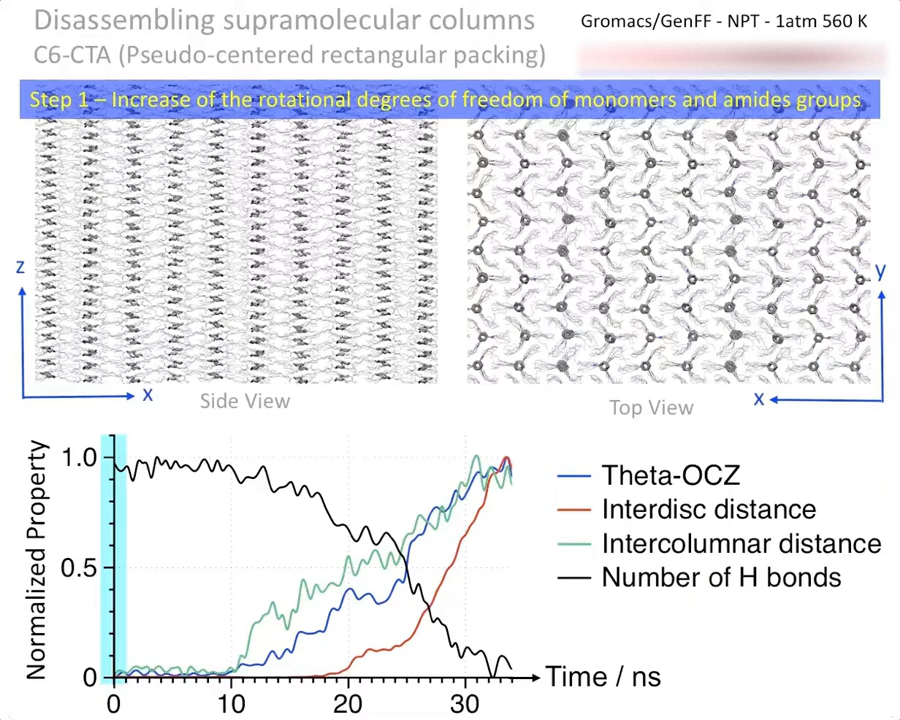 Disassembling supramolecular columns
Gromacs/GenFF - NPT - 1atm 560 K
C6-CTA (Pseudo-centered rectangular packing)
Step 1 – Increase of the rotational degrees of freedom of monomers and amides groups
z
y
x
Side View
Top View
x
Normalized Property
1.0
0.5
0
0
10
20
30
Time / ns
Theta-OCZ
Interdisc distance
Intercolumnar distance
Number of H bonds